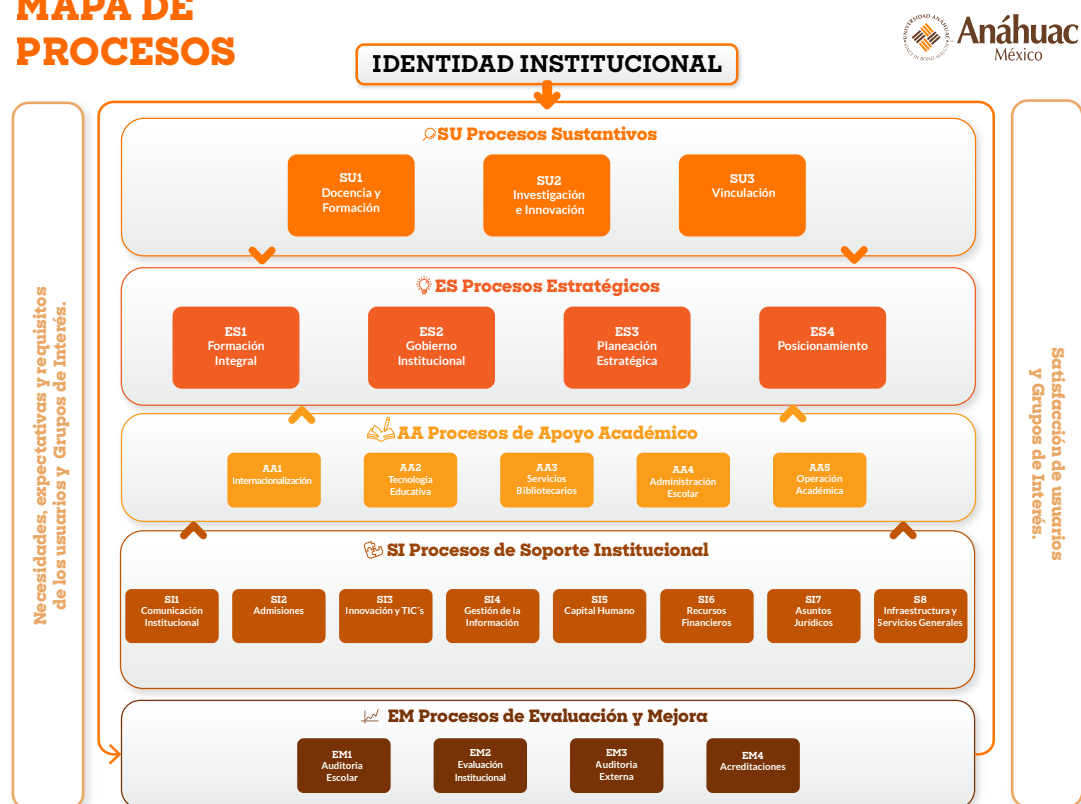 MAPA DE
PROCESOS
Anáhuac
México
IDENTIDAD INSTITUCIONAL
Necesidades, expectativas y requisitos
de los usuarios y Grupos de Interés.
SU Procesos Sustantivos
SU1
Docencia y
Formación
SU2
Investigación
e Innovación
SU3
Vinculación
ES Procesos Estratégicos
ES1
Formación
Integral
ES2
Gobierno
Institucional
ES3
Planeación
Estratégica
ES4
Posicionamiento
AA Procesos de Apoyo Académico
AA1
Internacionalización
AA2
Tecnología
Educativa
AA3
Servicios
Bibliotecarios
AA4
Administración
Escolar
AA5
Operación
Académica
SI Procesos de Soporte Institucional
SI1
Comunicación
Institucional
SI2
Admisiones
SI3
Innovación y TIC´s
SI4
Gestión de la
Información
SI5
Capital Humano
SI6
Recursos
Financieros
SI7
Asuntos
Jurídicos
S8
Infraestructura y
Servicios Generales
EM Procesos de Evaluación y Mejora
EM1
Auditoría
Escolar
EM2
Evaluación
Institucional
EM3
Auditoria
Externa
EM4
Acreditaciones
Satisfacción de usuarios
y Grupos de Interés.